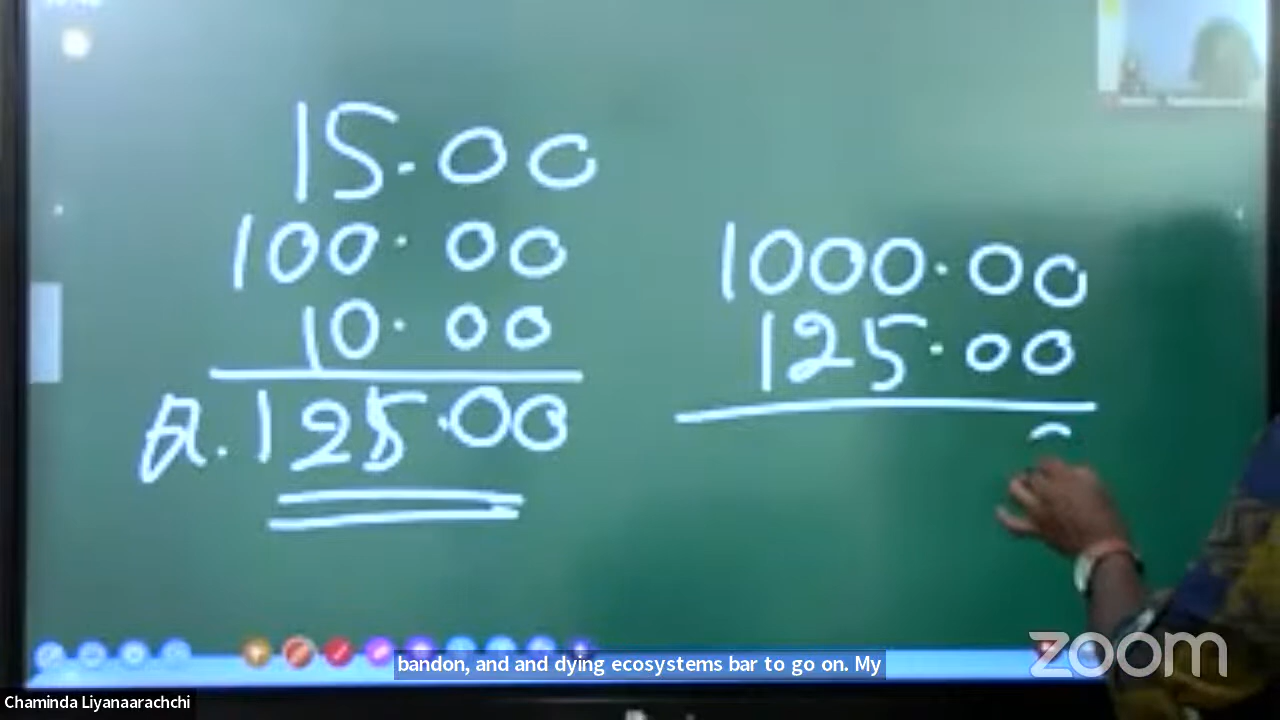 15.00
100.00
10.00
රු.125.00
1000.00
125.00
zoom
bandon, and and dying ecosystems bar to go on. My
Chaminda Liyanaarachchi